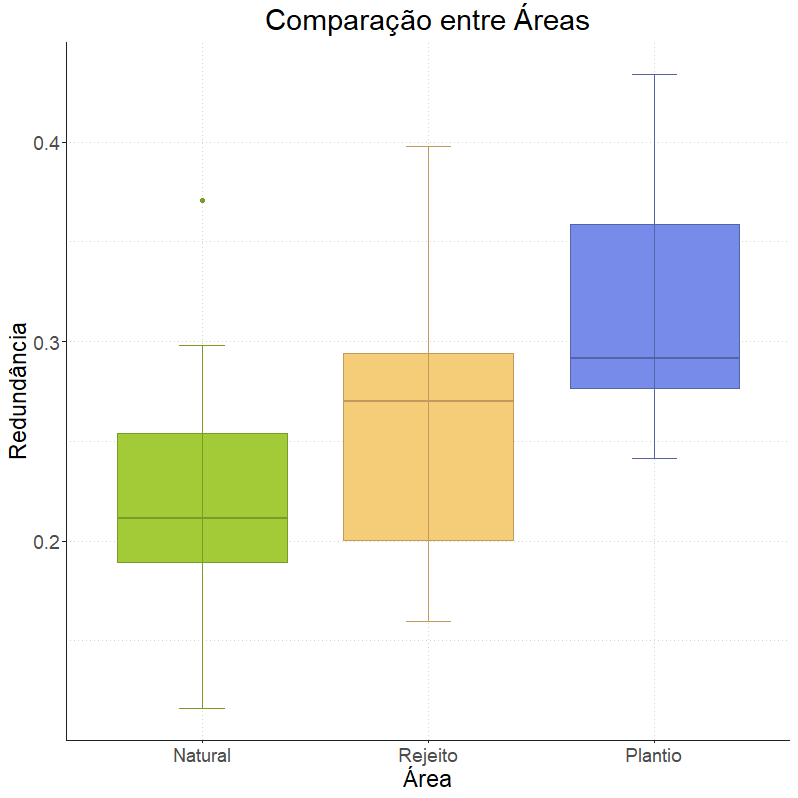 Comparação entre Áreas
Redundância
0.4
0.3
0.2
Natural Rejeito Plantio
Área